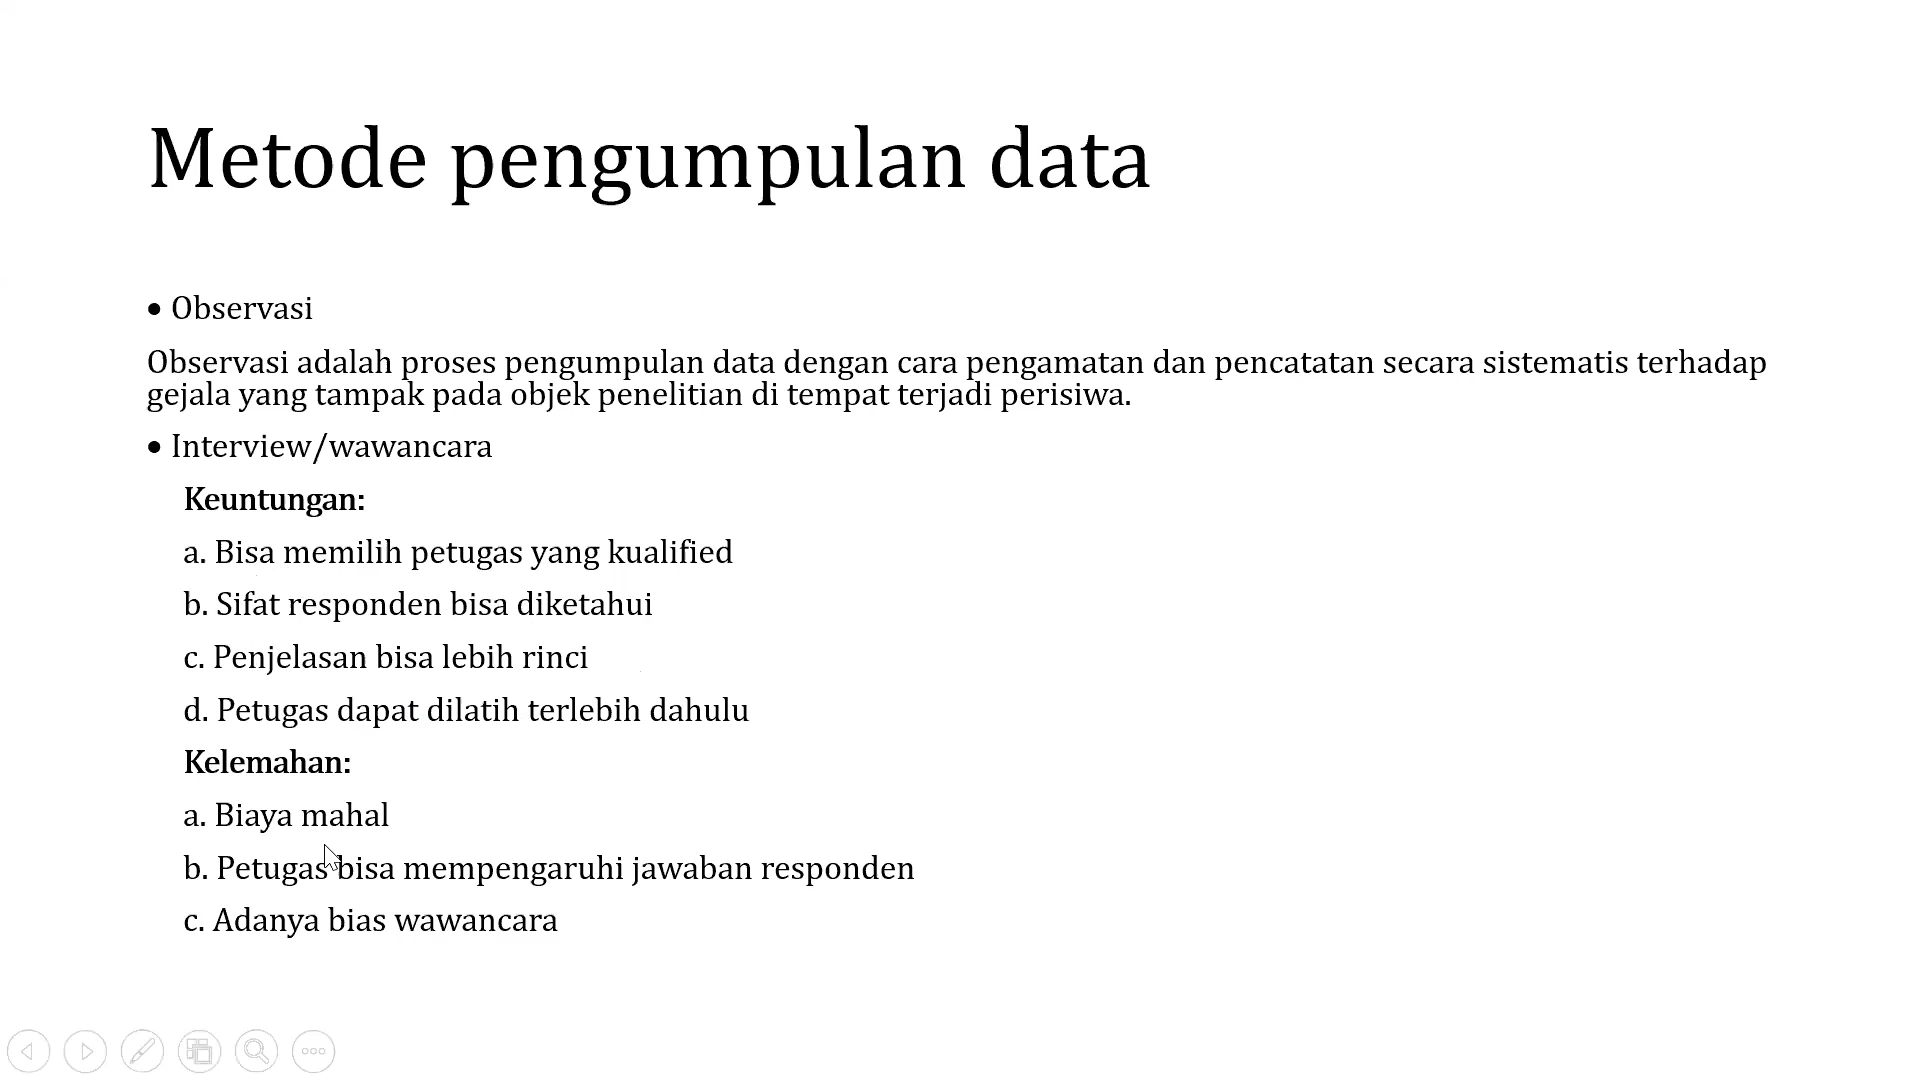 Metode pengumpulan data
• Observasi
Observasi adalah proses pengumpulan data dengan cara pengamatan dan pencatatan secara sistematis terhadap
gejala yang tampak pada objek penelitian di tempat terjadi perisiwa.
• Interview/wawancara
Keuntungan:
a. Bisa memilih petugas yang kualified
b. Sifat responden bisa diketahui
c. Penjelasan bisa lebih rinci
d. Petugas dapat dilatih terlebih dahulu
Kelemahan:
a. Biaya mahal
b. Petugas bisa mempengaruhi jawaban responden
c. Adanya bias wawancara